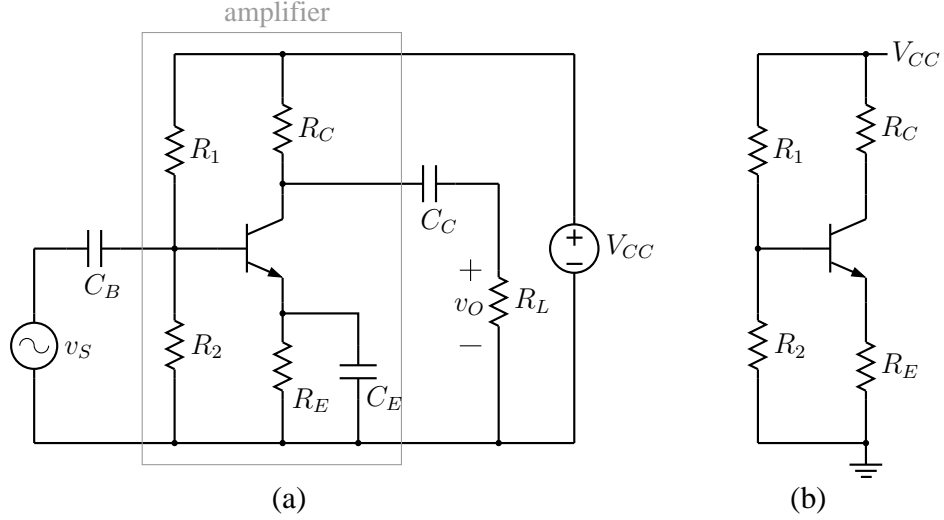 amplifier
R_1
R_C
C_C
C_B
+
−
V_CC
+
v_O
−
R_L
v_S
R_2
R_E
C_E
(a)
V_CC
R_1
R_C
R_2
R_E
(b)